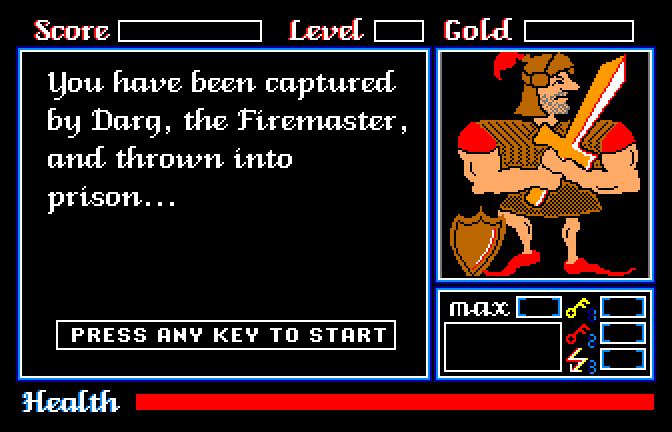 Score Level Gold
You have been captured
by Darg, the Firemaster,
and thrown into
prison...
PRESS ANY KEY TO START
max
Health